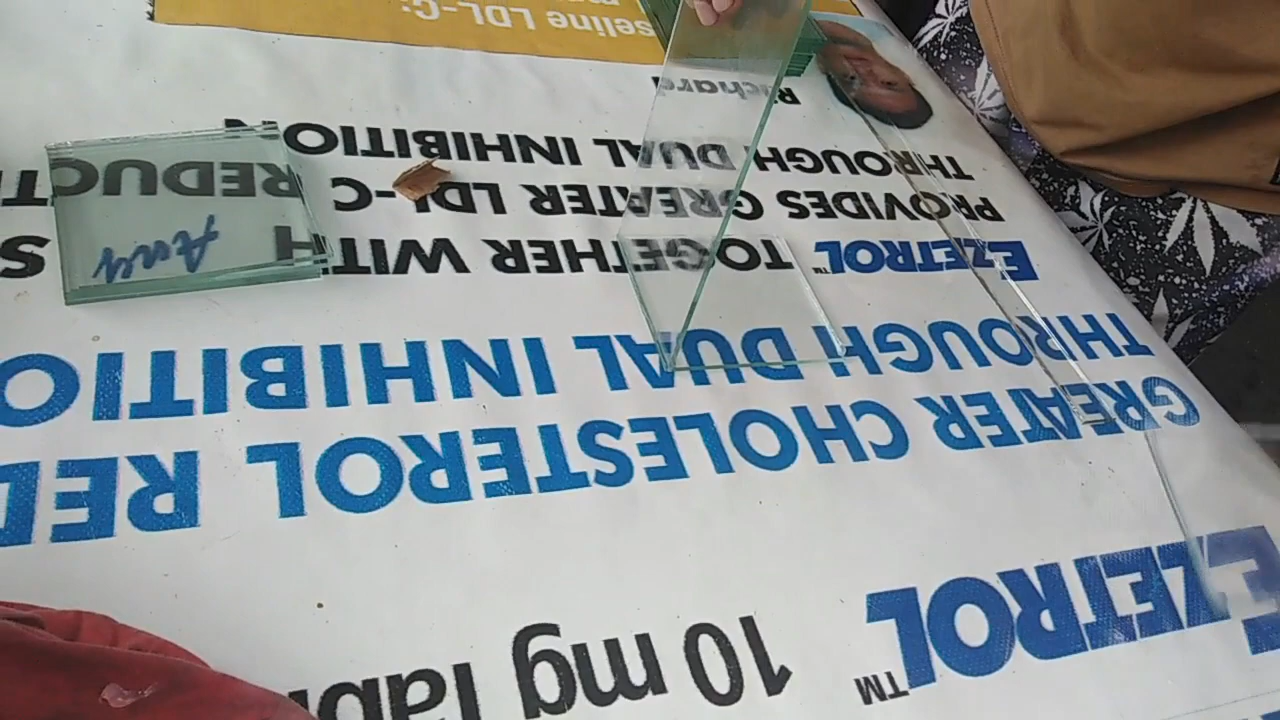 EZETROL™
10 mg Tabl
GREATER CHOLESTEROL RED
THROUGH DUAL INHIBITIO
EZETROL™ TOGETHER WITH S
PROVIDES GREATER LDL-C REDUCT
THROUGH DUAL INHIBITION
Richard
seline LDL-C: